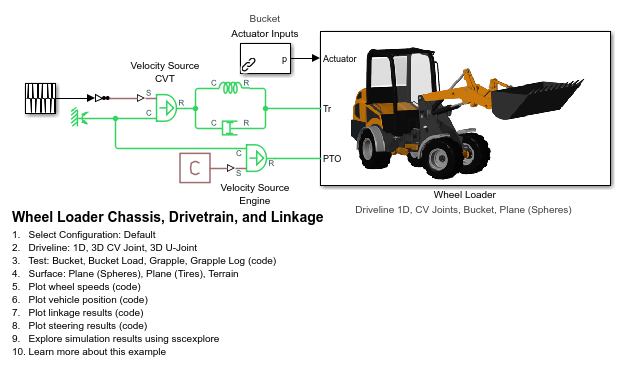 Bucket
Actuator Inputs
p
Actuator
Velocity Source
CVT
S
C
R
C
R
C
R
Tr
C
S
R
C
PTO
Velocity Source
Engine
Wheel Loader
Driveline 1D, CV Joints, Bucket, Plane (Spheres)
Wheel Loader Chassis, Drivetrain, and Linkage
1. Select Configuration: Default
2. Driveline: 1D, 3D CV Joint, 3D U-Joint
3. Test: Bucket, Bucket Load, Grapple, Grapple Log (code)
4. Surface: Plane (Spheres), Plane (Tires), Terrain
5. Plot wheel speeds (code)
6. Plot vehicle position (code)
7. Plot linkage results (code)
8. Plot steering results (code)
9. Explore simulation results using sscexplore
10. Learn more about this example